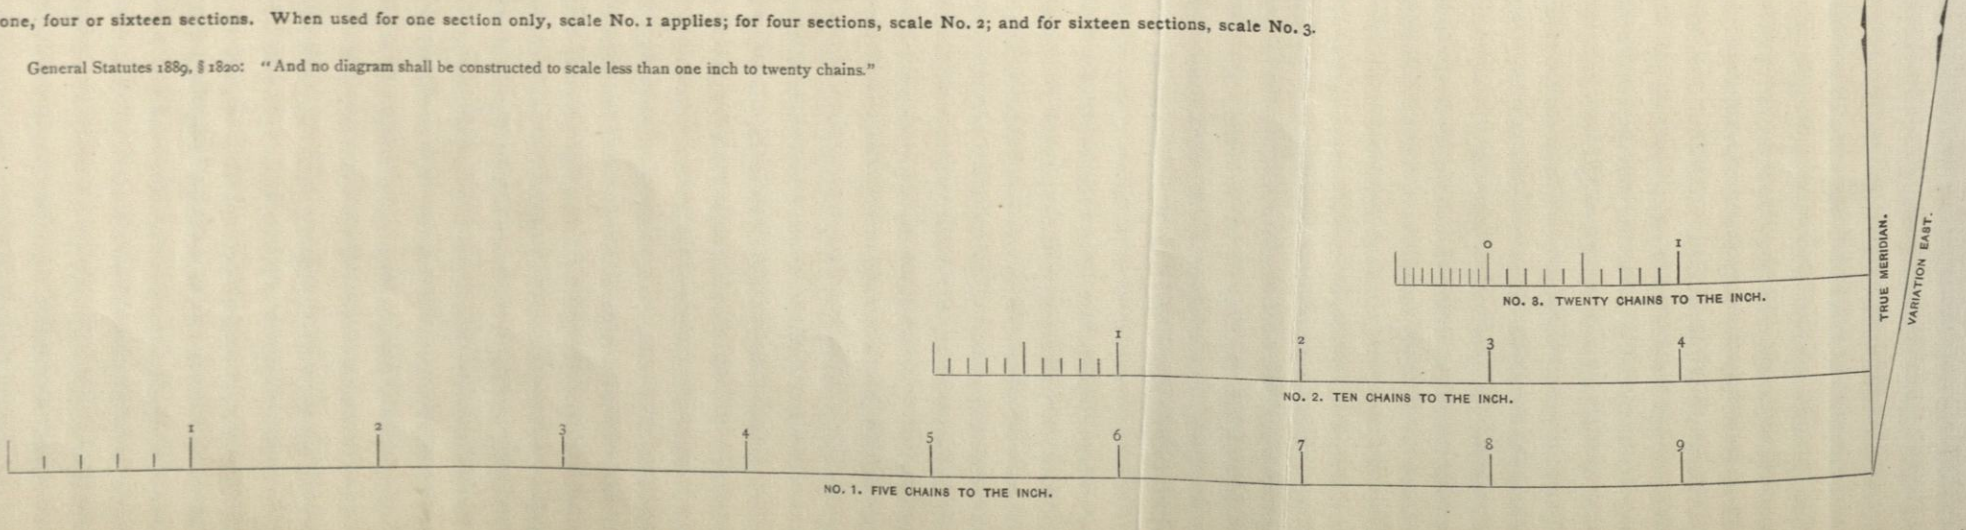 one, four or sixteen sections. When used for one section only, scale No. 1 applies; for four sections, scale No. 2; and for sixteen sections, scale No. 3.
General Statutes 1889, § 1820: "And no diagram shall be constructed to scale less than one inch to twenty chains."
TRUE MERIDIAN.
VARIATION EAST.
0 1
NO. 3. TWENTY CHAINS TO THE INCH.
1 2 3 4
NO. 2. TEN CHAINS TO THE INCH.
1 2 3 4 5 6 7 8 9
NO. 1. FIVE CHAINS TO THE INCH.